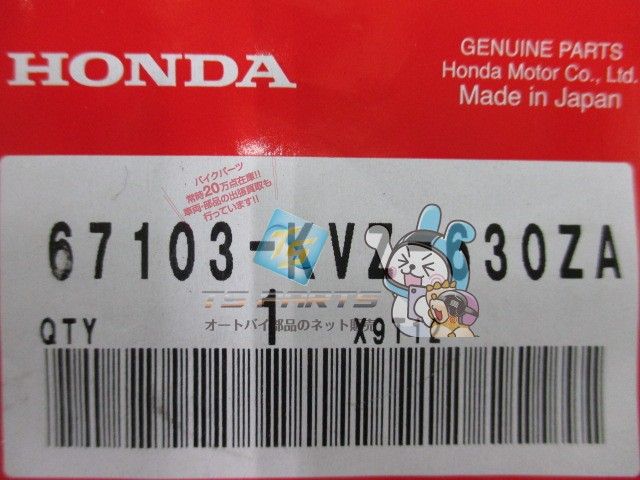 HONDA
GENUINE PARTS
Honda Motor Co., Ltd.
Made in Japan
バイクパーツ
常時20万点在庫!!
車両・部品の出張買取も
行っています!!
67103-KVZ-630ZA
TS
TS PARTS
オートバイ部品のネット販売
QTY 1